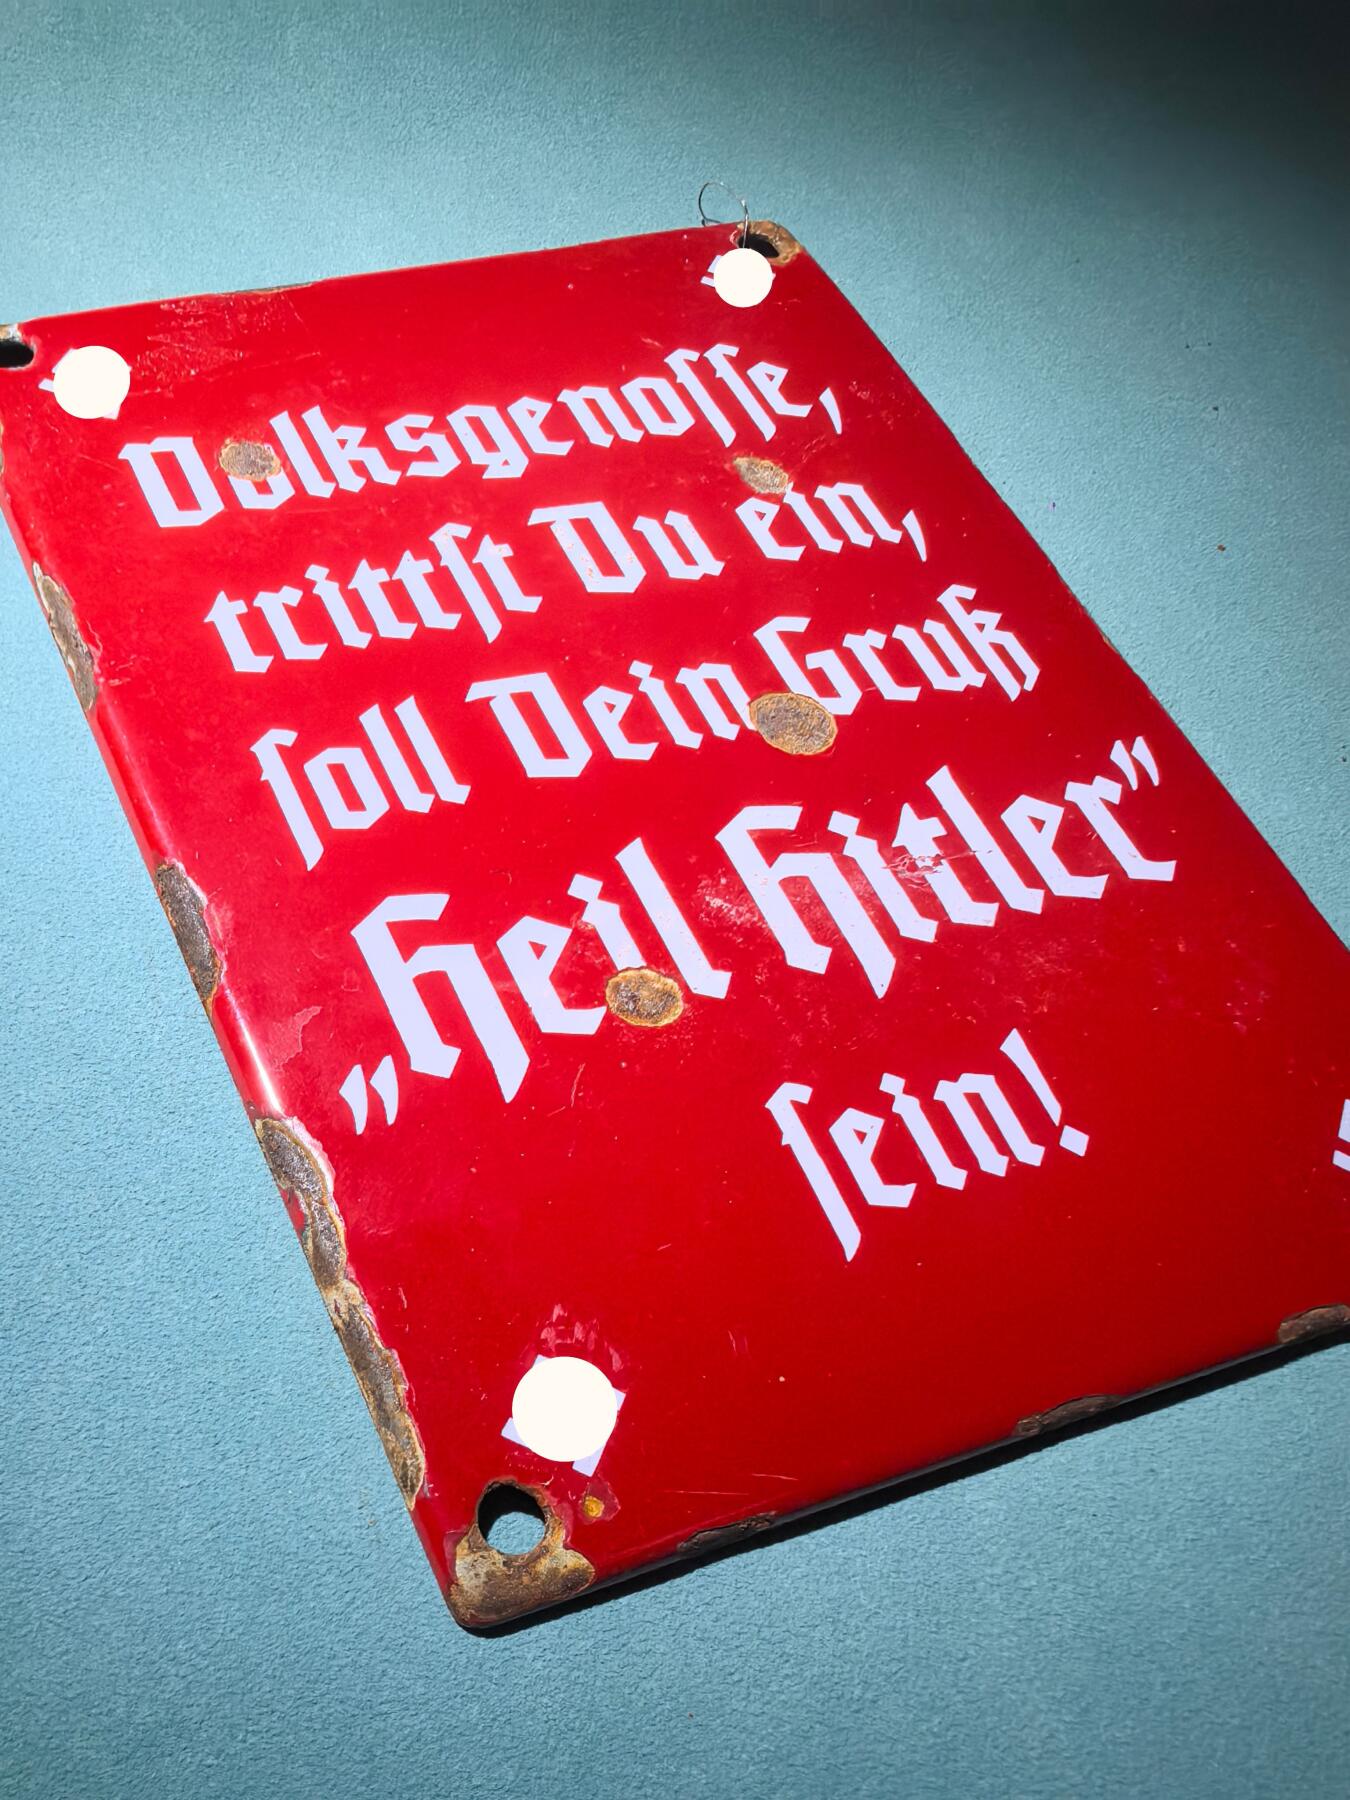 Volksgenosse,
trittst Du ein,
soll Dein Gruß
„Heil Hitler”
sein!